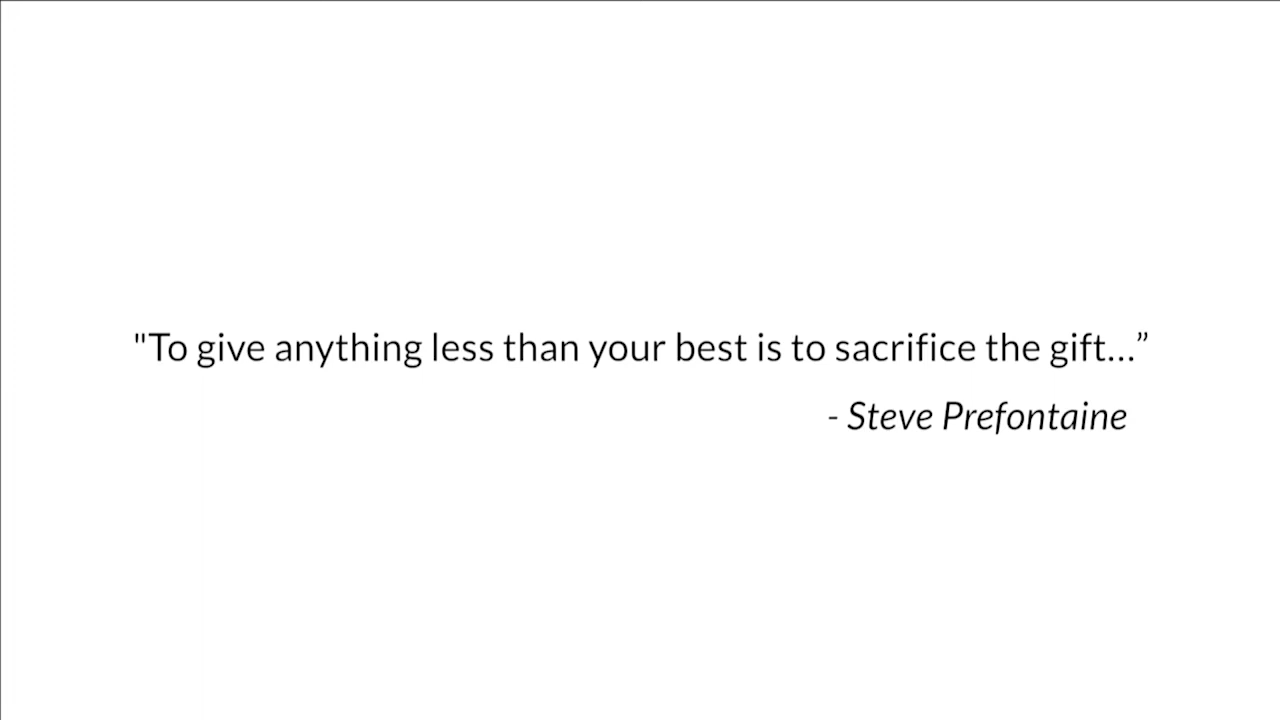 "To give anything less than your best is to sacrifice the gift...”
- Steve Prefontaine